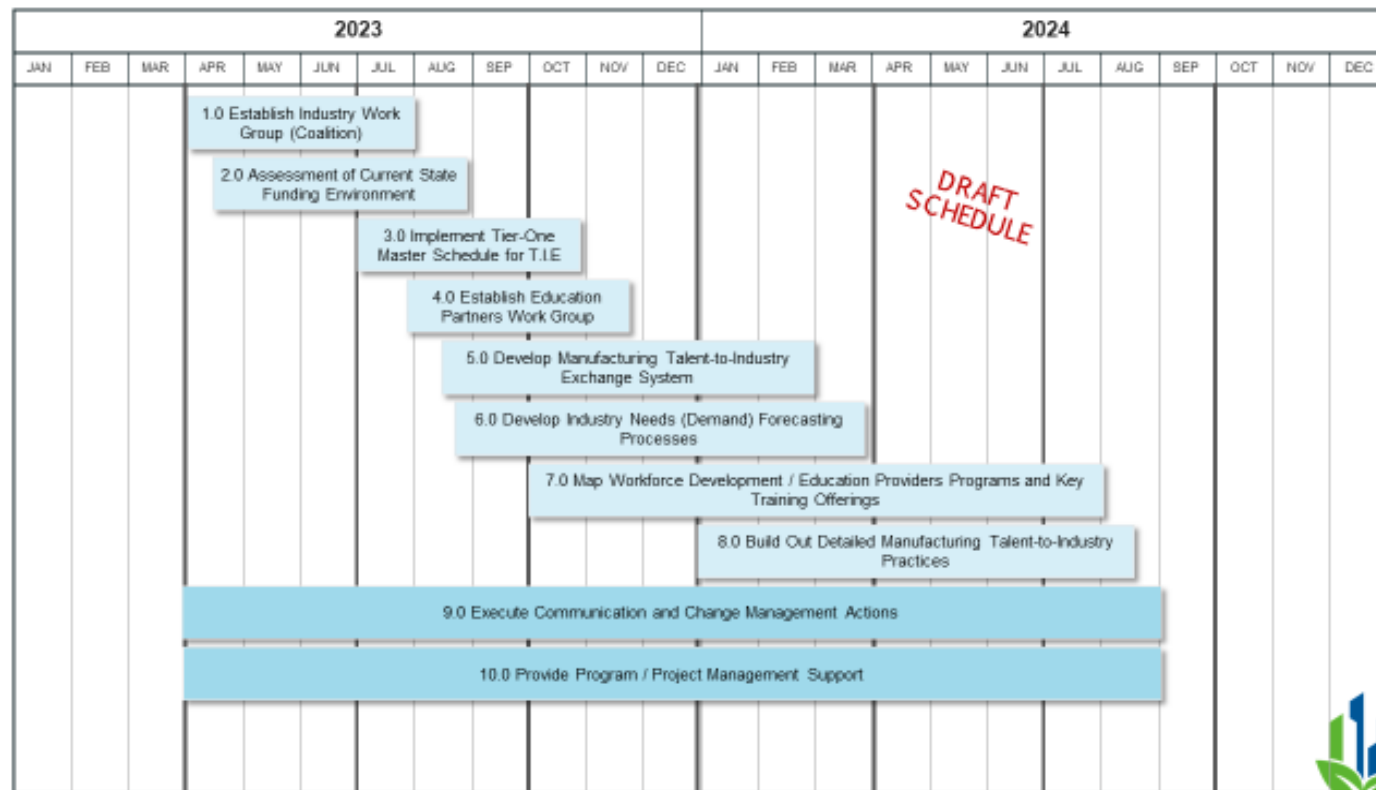 2023 2024
JAN FEB MAR APR MAY JUN JUL AUG SEP OCT NOV DEC JAN FEB MAR APR MAY JUN JUL AUG SEP OCT NOV DEC
1.0 Establish Industry Work
Group (Coalition)
2.0 Assessment of Current State
Funding Environment
DRAFT
SCHEDULE
3.0 Implement Tier-One
Master Schedule for T.I.E
4.0 Establish Education
Partners Work Group
5.0 Develop Manufacturing Talent-to-Industry
Exchange System
6.0 Develop Industry Needs (Demand) Forecasting
Processes
7.0 Map Workforce Development / Education Providers Programs and Key
Training Offerings
8.0 Build Out Detailed Manufacturing Talent-to-Industry
Practices
9.0 Execute Communication and Change Management Actions
10.0 Provide Program / Project Management Support